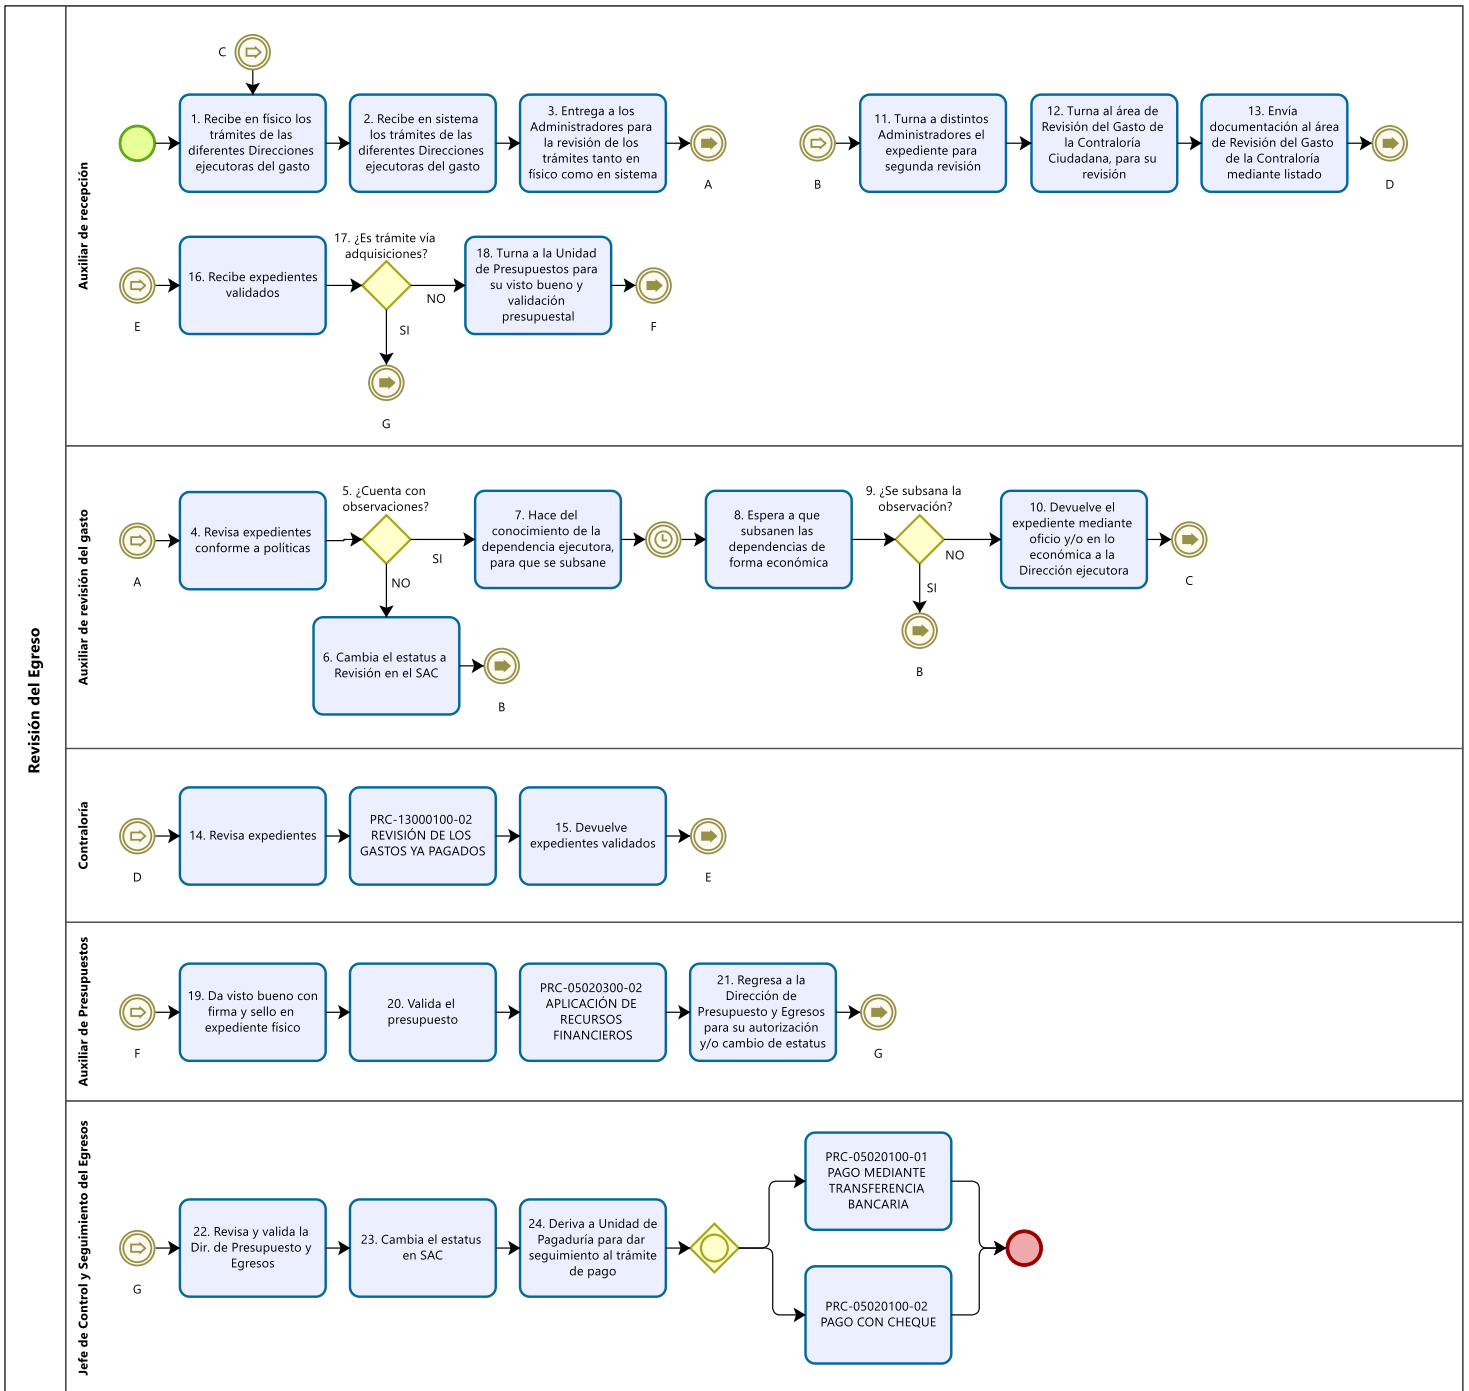 Revisión del Egreso
Auxiliar de recepción
C
1. Recibe en físico los
trámites de las
diferentes Direcciones
ejecutoras del gasto
2. Recibe en sistema
los trámites de las
diferentes Direcciones
ejecutoras del gasto
3. Entrega a los
Administradores para
la revisión de los
trámites tanto en
físico como en sistema
A
B
11. Turna a distintos
Administradores el
expediente para
segunda revisión
12. Turna al área de
Revisión del Gasto de
la Contraloría
Ciudadana, para su
revisión
13. Envía
documentación al área
de Revisión del Gasto
de la Contraloría
mediante listado
D
E
16. Recibe expedientes
validados
17. ¿Es trámite vía
adquisiciones?
NO
SI
G
18. Turna a la Unidad
de Presupuestos para
su visto bueno y
validación
presupuestal
F
Auxiliar de revisión del gasto
A
4. Revisa expedientes
conforme a políticas
5. ¿Cuenta con
observaciones?
SI
NO
6. Cambia el estatus a
Revisión en el SAC
B
7. Hace del
conocimiento de la
dependencia ejecutora,
para que se subsane
8. Espera a que
subsanen las
dependencias de
forma económica
9. ¿Se subsana la
observación?
NO
SI
B
10. Devuelve el
expediente mediante
oficio y/o en lo
económica a la
Dirección ejecutora
C
Contraloría
D
14. Revisa expedientes
PRC-13000100-02
REVISIÓN DE LOS
GASTOS YA PAGADOS
15. Devuelve
expedientes validados
E
Auxiliar de Presupuestos
F
19. Da visto bueno con
firma y sello en
expediente físico
20. Valida el
presupuesto
PRC-05020300-02
APLICACIÓN DE
RECURSOS
FINANCIEROS
21. Regresa a la
Dirección de
Presupuesto y Egresos
para su autorización
y/o cambio de estatus
G
Jefe de Control y Seguimiento del Egresos
G
22. Revisa y valida la
Dir. de Presupuesto y
Egresos
23. Cambia el estatus
en SAC
24. Deriva a Unidad de
Pagaduría para dar
seguimiento al trámite
de pago
PRC-05020100-01
PAGO MEDIANTE
TRANSFERENCIA
BANCARIA
PRC-05020100-02
PAGO CON CHEQUE